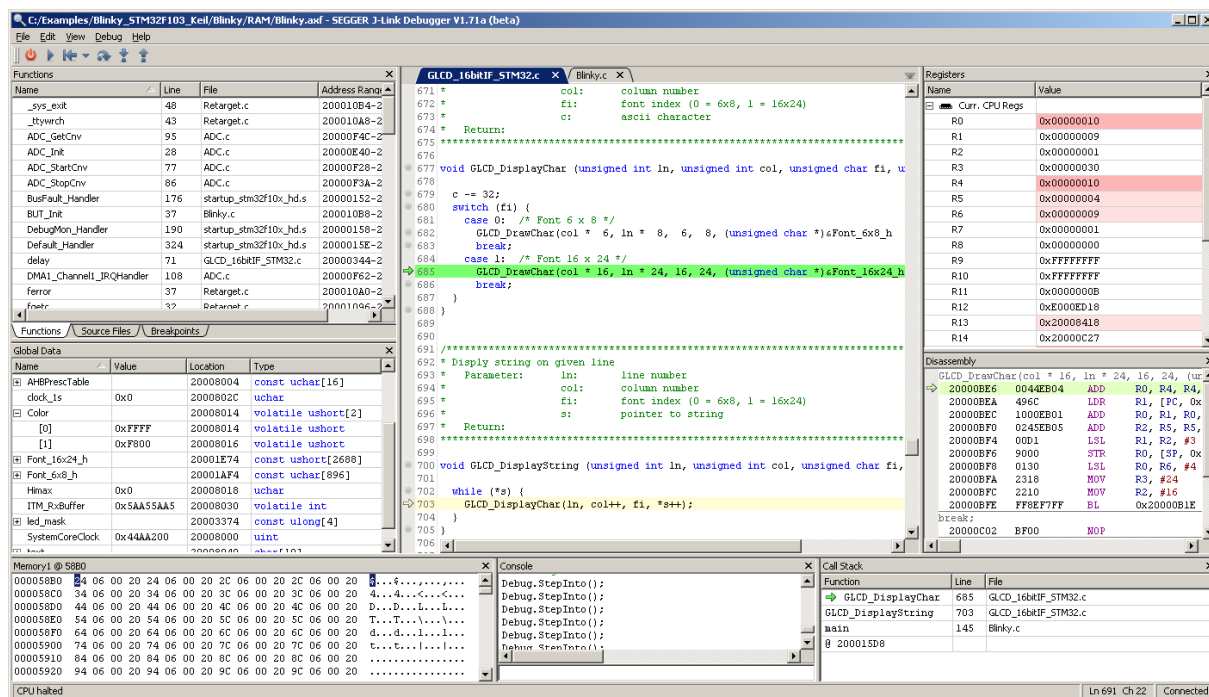 C:/Examples/Blinky_STM32F103_Keil/Blinky/RAM/Blinky.axf - SEGGER J-Link Debugger V1.71a (beta)
File Edit View Debug Help
Functions
Name Line File Address Range
_sys_exit 48 Retarget.c 200010B4-2
_ttywrch 43 Retarget.c 200010A8-2
ADC_GetCnv 95 ADC.c 20000F4C-2
ADC_Init 28 ADC.c 20000E40-2
ADC_StartCnv 77 ADC.c 20000F28-2
ADC_StopCnv 86 ADC.c 20000F3A-2
BusFault_Handler 176 startup_stm32f10x_hd.s 20000152-2
BUT_Init 37 Blinky.c 200010B8-2
DebugMon_Handler 190 startup_stm32f10x_hd.s 20000158-2
Default_Handler 324 startup_stm32f10x_hd.s 2000015E-2
delay 71 GLCD_16bitIF_STM32.c 20000344-2
DMA1_Channel1_IRQHandler 108 ADC.c 20000F62-2
ferror 37 Retarget.c 200010A0-2
fgetc 32 Retarget.c 20001096-2
Functions Source Files Breakpoints
Global Data
Name Value Location Type
AHBPrescTable 20008004 const uchar[16]
clock_1s 0x0 2000802C uchar
Color 20008014 volatile ushort[2]
[0] 0xFFFF 20008014 volatile ushort
[1] 0xF800 20008016 volatile ushort
Font_16x24_h 20001E74 const ushort[2688]
Font_6x8_h 20001AF4 const uchar[896]
Himax 0x0 20008018 uchar
ITM_RxBuffer 0x5AA55AA5 20008030 volatile int
led_mask 20003374 const ulong[4]
SystemCoreClock 0x44AA200 20008000 uint
text 20008040 char[10]
GLCD_16bitIF_STM32.c X Blinky.c X
671 * col: column number
672 * fi: font index (0 = 6x8, 1 = 16x24)
673 * c: ascii character
674 * Return:
675 ******************************************************************************
676
677 void GLCD_DisplayChar (unsigned int ln, unsigned int col, unsigned char fi, u
678
679 c -= 32;
680 switch (fi) {
681 case 0: /* Font 6 x 8 */
682 GLCD_DrawChar(col * 6, ln * 8, 6, 8, (unsigned char *)&Font_6x8_h
683 break;
684 case 1: /* Font 16 x 24 */
685 GLCD_DrawChar(col * 16, ln * 24, 16, 24, (unsigned char *)&Font_16x24_h
686 break;
687 }
688 }
689
690
691 /*****************************************************************************
692 * Disply string on given line
693 * Parameter: ln: line number
694 * col: column number
695 * fi: font index (0 = 6x8, 1 = 16x24)
696 * s: pointer to string
697 * Return:
698 ******************************************************************************
699
700 void GLCD_DisplayString (unsigned int ln, unsigned int col, unsigned char fi,
701
702 while (*s) {
703 GLCD_DisplayChar(ln, col++, fi, *s++);
704 }
705 }
706
Registers
Name Value
Curr. CPU Regs
R0 0x00000010
R1 0x00000009
R2 0x00000001
R3 0x00000030
R4 0x00000010
R5 0x00000004
R6 0x00000009
R7 0x00000001
R8 0x00000000
R9 0xFFFFFFFF
R10 0xFFFFFFFF
R11 0x0000000B
R12 0xE000ED18
R13 0x20008418
R14 0x20000C27
Disassembly
GLCD_DrawChar(col * 16, ln * 24, 16, 24, (ur
20000BE6 0044EB04 ADD R0, R4, R4,
20000BEA 496C LDR R1, [PC, 0x
20000BEC 1000EB01 ADD R0, R1, R0,
20000BF0 0245EB05 ADD R2, R5, R5,
20000BF4 00D1 LSL R1, R2, #3
20000BF6 9000 STR R0, [SP, 0x
20000BF8 0130 LSL R0, R6, #4
20000BFA 2318 MOV R3, #24
20000BFC 2210 MOV R2, #16
20000BFE FF8EF7FF BL 0x20000B1E
break;
20000C02 BF00 NOP
Memory1 @ 58B0
000058B0 24 06 00 20 24 06 00 20 2C 06 00 20 2C 06 00 20 $...$...,...,...
000058C0 34 06 00 20 34 06 00 20 3C 06 00 20 3C 06 00 20 4...4...<...<...
000058D0 44 06 00 20 44 06 00 20 4C 06 00 20 4C 06 00 20 D...D...L...L...
000058E0 54 06 00 20 54 06 00 20 5C 06 00 20 5C 06 00 20 T...T...\...\...
000058F0 64 06 00 20 64 06 00 20 6C 06 00 20 6C 06 00 20 d...d...l...l...
00005900 74 06 00 20 74 06 00 20 7C 06 00 20 7C 06 00 20 t...t...|...|...
00005910 84 06 00 20 84 06 00 20 8C 06 00 20 8C 06 00 20 ................
00005920 94 06 00 20 94 06 00 20 9C 06 00 20 9C 06 00 20 ................
Console
Debug.StepInto();
Debug.StepInto();
Debug.StepInto();
Debug.StepInto();
Debug.StepInto();
Debug.StepInto();
Call Stack
Function Line File
GLCD_DisplayChar 685 GLCD_16bitIF_STM32.c
GLCD_DisplayString 703 GLCD_16bitIF_STM32.c
main 145 Blinky.c
@ 200015D8
CPU halted Ln 691 Ch 22 Connected